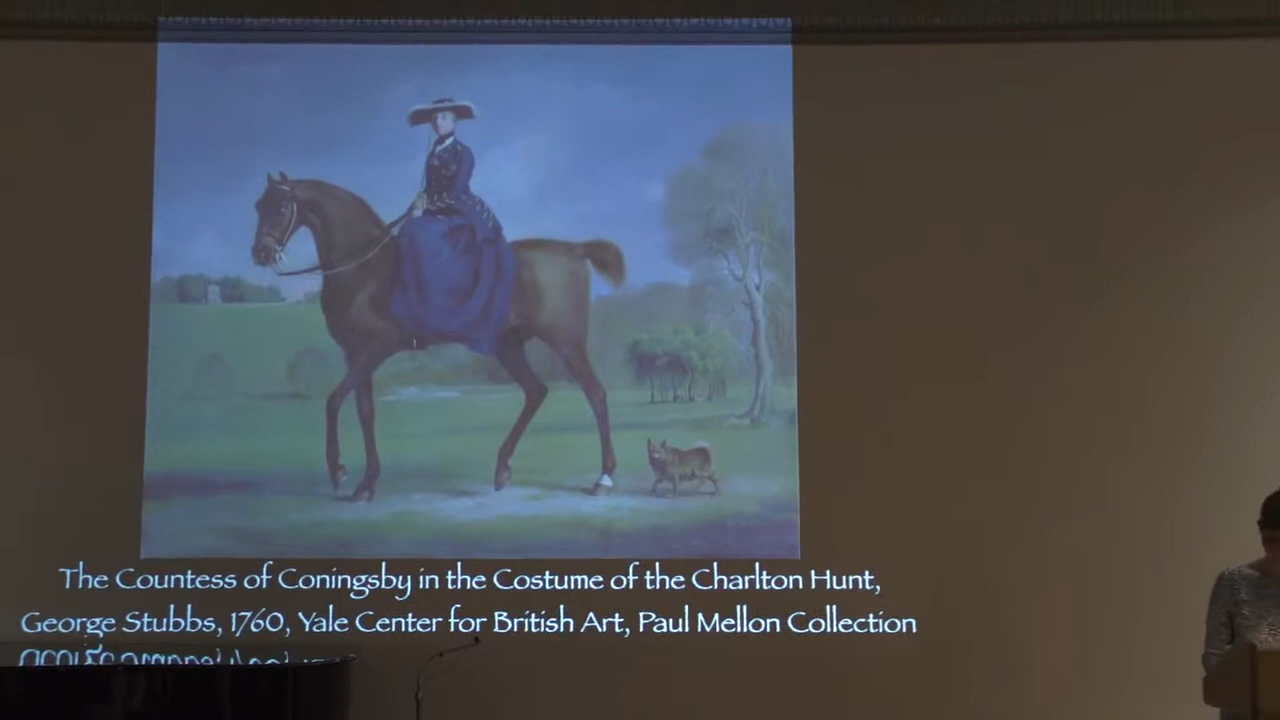 The Countess of Coningsby in the Costume of the Charlton Hunt,
George Stubbs, 1760, Yale Center for British Art, Paul Mellon Collection